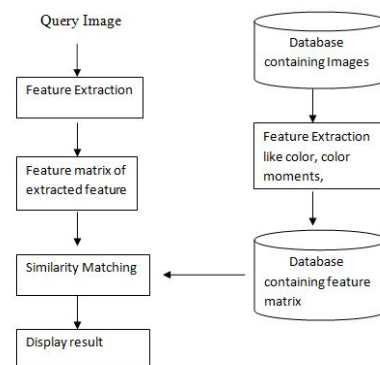 Query Image
Feature Extraction
Feature matrix of
extracted feature
Similarity Matching
Display result
Database
containing Images
Feature Extraction
like color, color
moments,
Database
containing feature
matrix